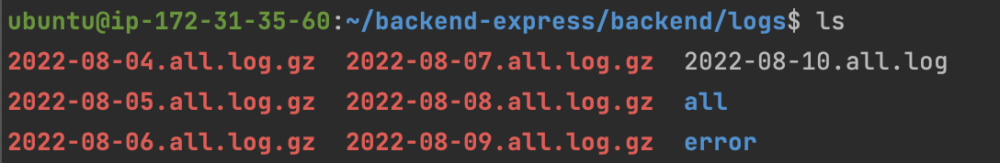 ubuntu@ip-172-31-35-60:~/backend-express/backend/logs$ ls
2022-08-04.all.log.gz  2022-08-07.all.log.gz  2022-08-10.all.log
2022-08-05.all.log.gz  2022-08-08.all.log.gz  all
2022-08-06.all.log.gz  2022-08-09.all.log.gz  error